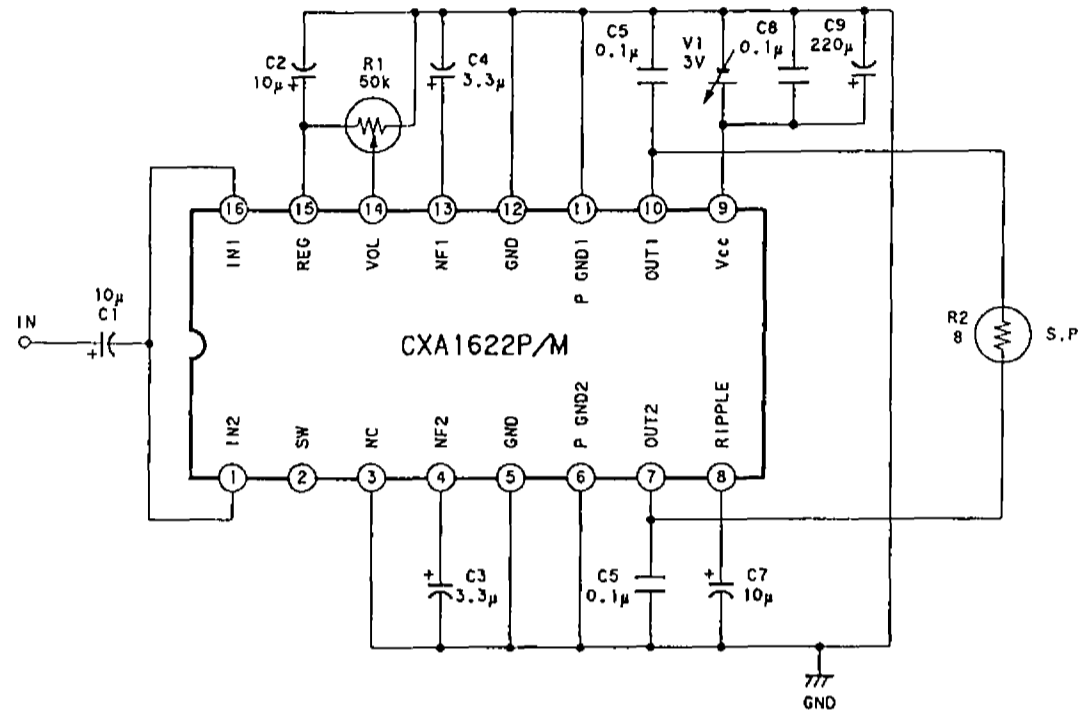 C2
10μ
+
R1
50k
C4
3.3μ
+
C5
0.1μ
V1
3V
C8
0.1μ
C9
220μ
+
16
15
14
13
12
11
10
9
IN1
REG
VOL
NF1
GND
P GND1
OUT1
Vcc
IN
10μ
C1
+
CXA1622P/M
R2
8
S.P
IN2
SW
NC
NF2
GND
P GND2
OUT2
RIPPLE
1
2
3
4
5
6
7
8
+
C3
3.3μ
C5
0.1μ
+
C7
10μ
GND